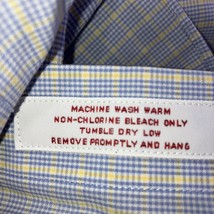 MACHINE WASH WARM
NON-CHLORINE BLEACH ONLY
TUMBLE DRY LOW
REMOVE PROMPTLY AND HANG